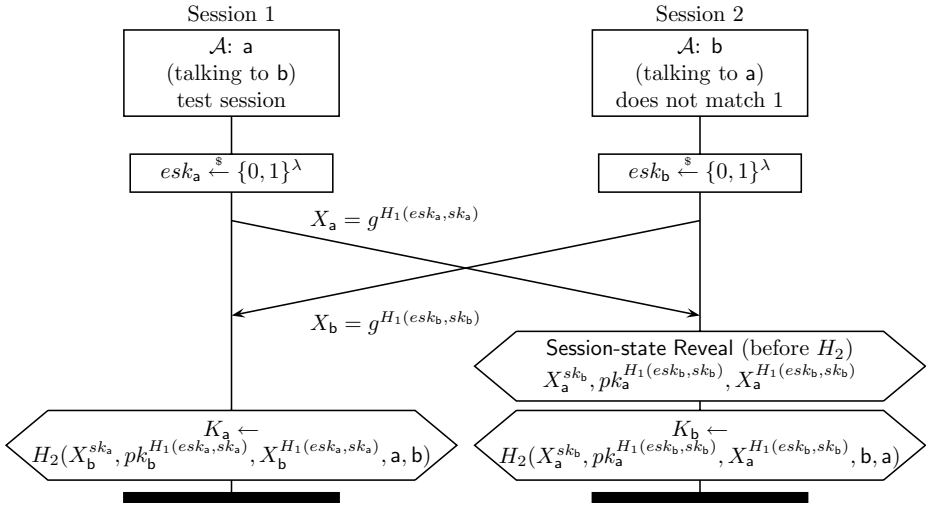 Session 1
Session 2
𝒜: a
(talking to b)
test session
𝒜: b
(talking to a)
does not match 1
esk_a ←$ {0, 1}^λ
esk_b ←$ {0, 1}^λ
X_a = g^{H_1(esk_a,sk_a)}
X_b = g^{H_1(esk_b,sk_b)}
Session-state Reveal (before H_2)
X_a^{sk_b}, pk_a^{H_1(esk_b,sk_b)}, X_a^{H_1(esk_b,sk_b)}
K_a ←
H_2(X_b^{sk_a}, pk_b^{H_1(esk_a,sk_a)}, X_b^{H_1(esk_a,sk_a)}, a, b)
K_b ←
H_2(X_a^{sk_b}, pk_a^{H_1(esk_b,sk_b)}, X_a^{H_1(esk_b,sk_b)}, b, a)